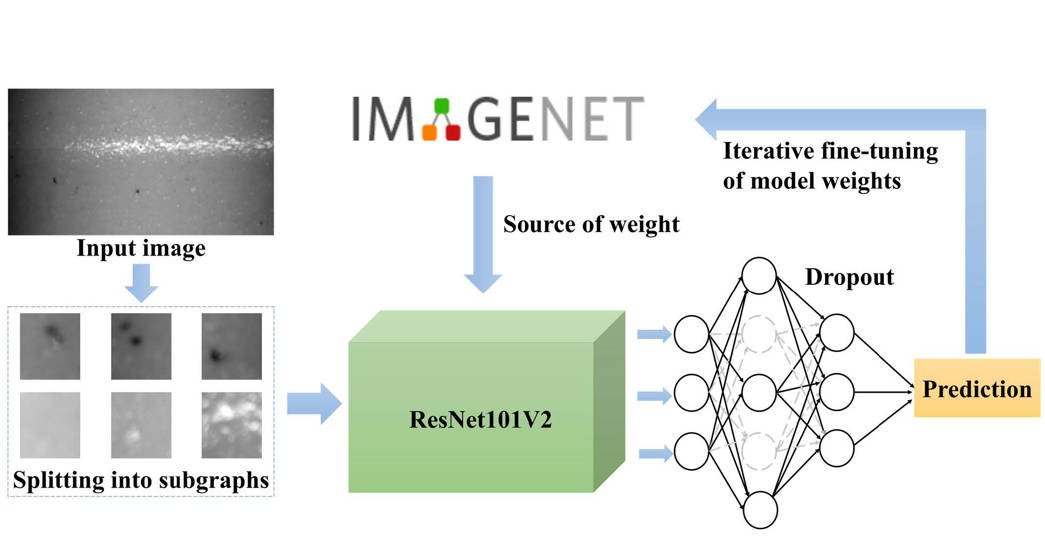 IMAGENET
Iterative fine-tuning
of model weights
Input image
Source of weight
Dropout
ResNet101V2
Prediction
Splitting into subgraphs